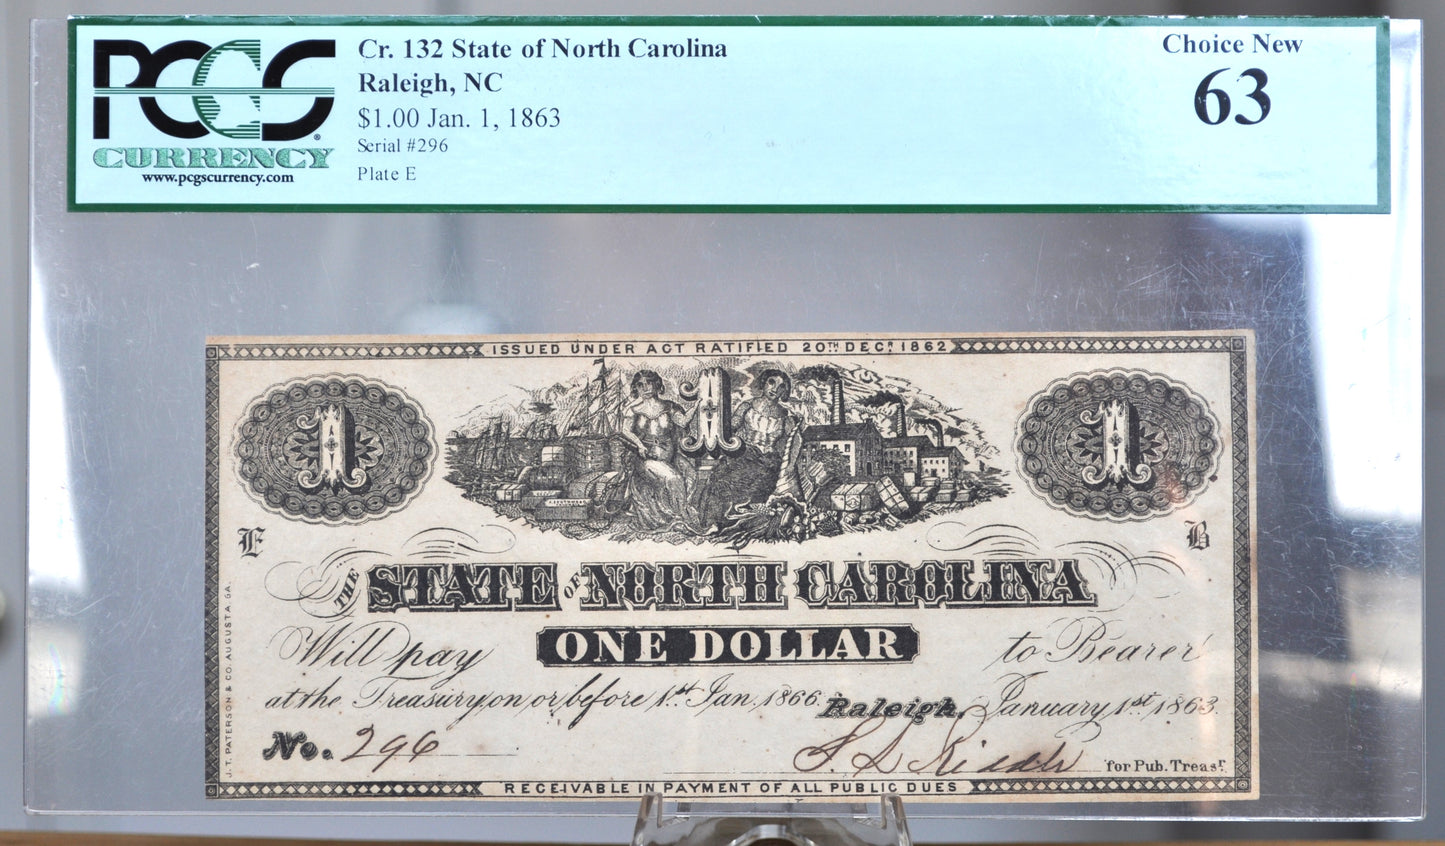 PCGS
CURRENCY
www.pcgscurrency.com
Cr. 132 State of North Carolina
Raleigh, NC
$1.00 Jan. 1, 1863
Serial #296
Plate E
Choice New
63
ISSUED UNDER ACT RATIFIED 20TH DECR 1862
1 1 1
E B
THE STATE OF NORTH CAROLINA
Will pay ONE DOLLAR to Bearer
at the Treasury on or before 1st Jan. 1866. Raleigh, January 1st 1863.
No. 296
for Pub. Treasr.
RECEIVABLE IN PAYMENT OF ALL PUBLIC DUES
J. T. PATERSON & CO. AUGUSTA. GA.